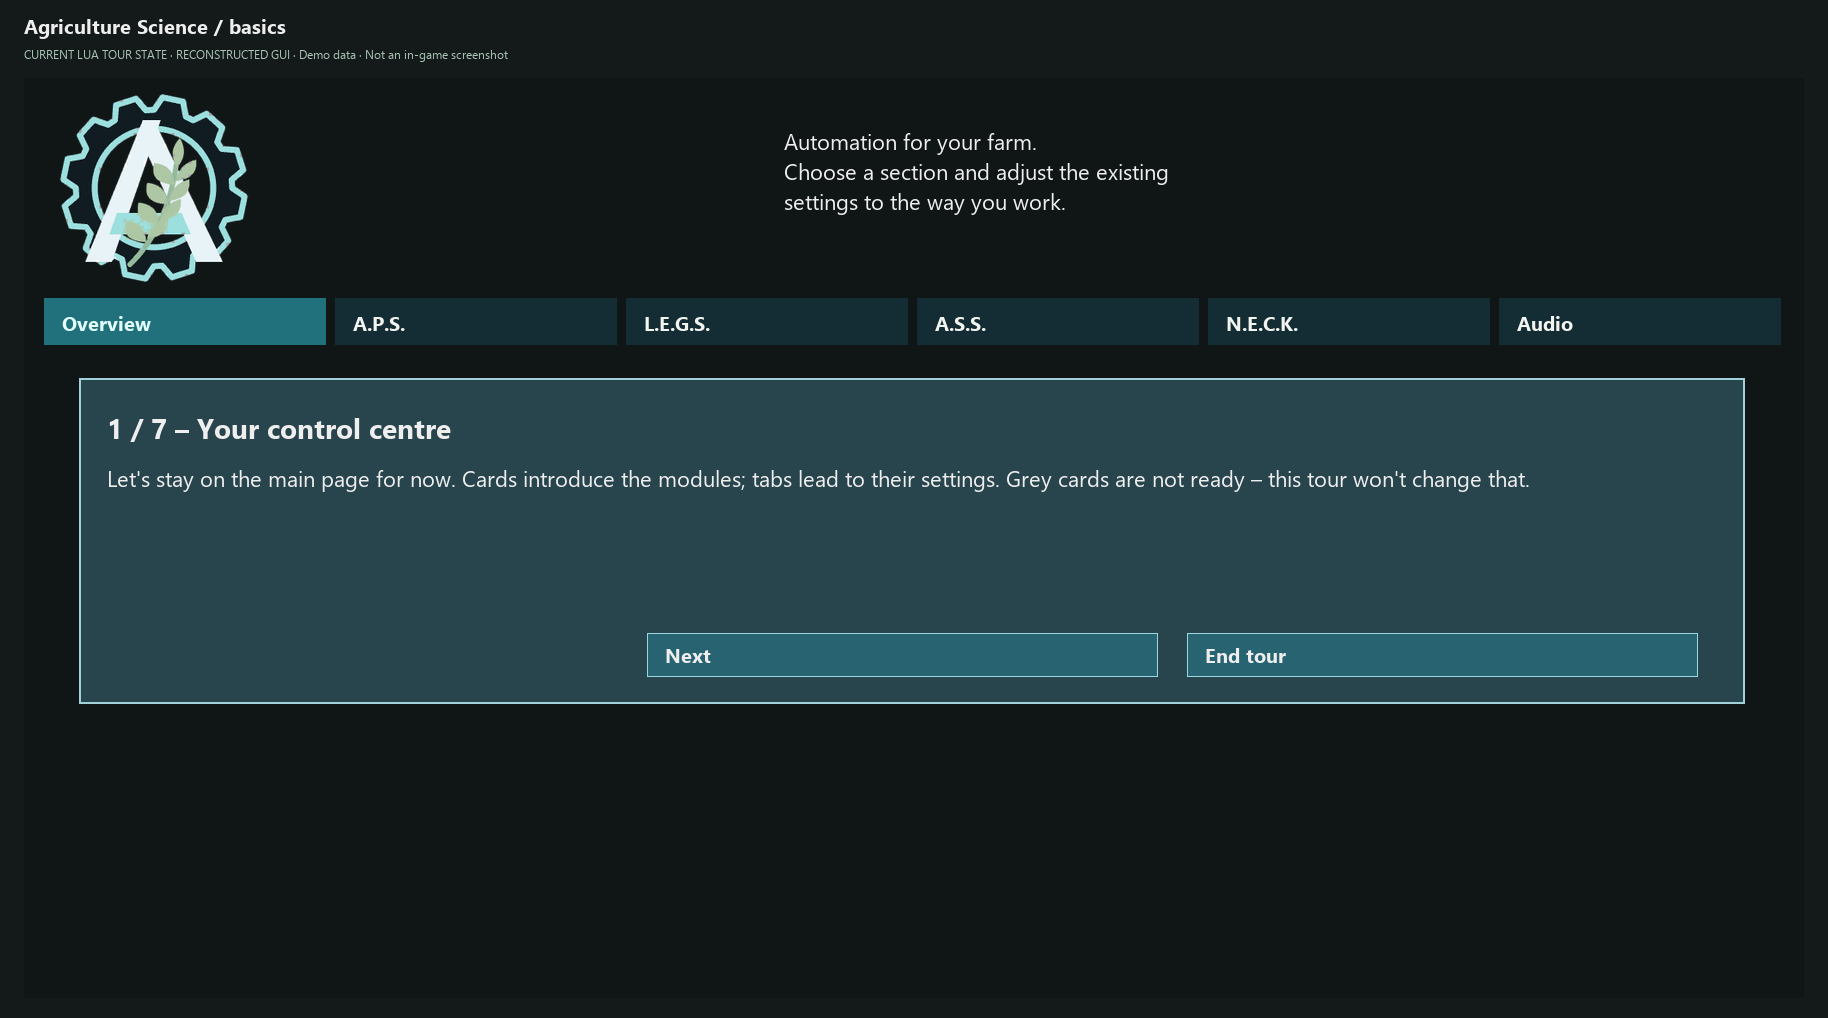 Agriculture Science / basics
CURRENT LUA TOUR STATE · RECONSTRUCTED GUI · Demo data · Not an in-game screenshot
Automation for your farm.
Choose a section and adjust the existing
settings to the way you work.
Overview
A.P.S.
L.E.G.S.
A.S.S.
N.E.C.K.
Audio
1 / 7 – Your control centre
Let's stay on the main page for now. Cards introduce the modules; tabs lead to their settings. Grey cards are not ready – this tour won't change that.
Next
End tour